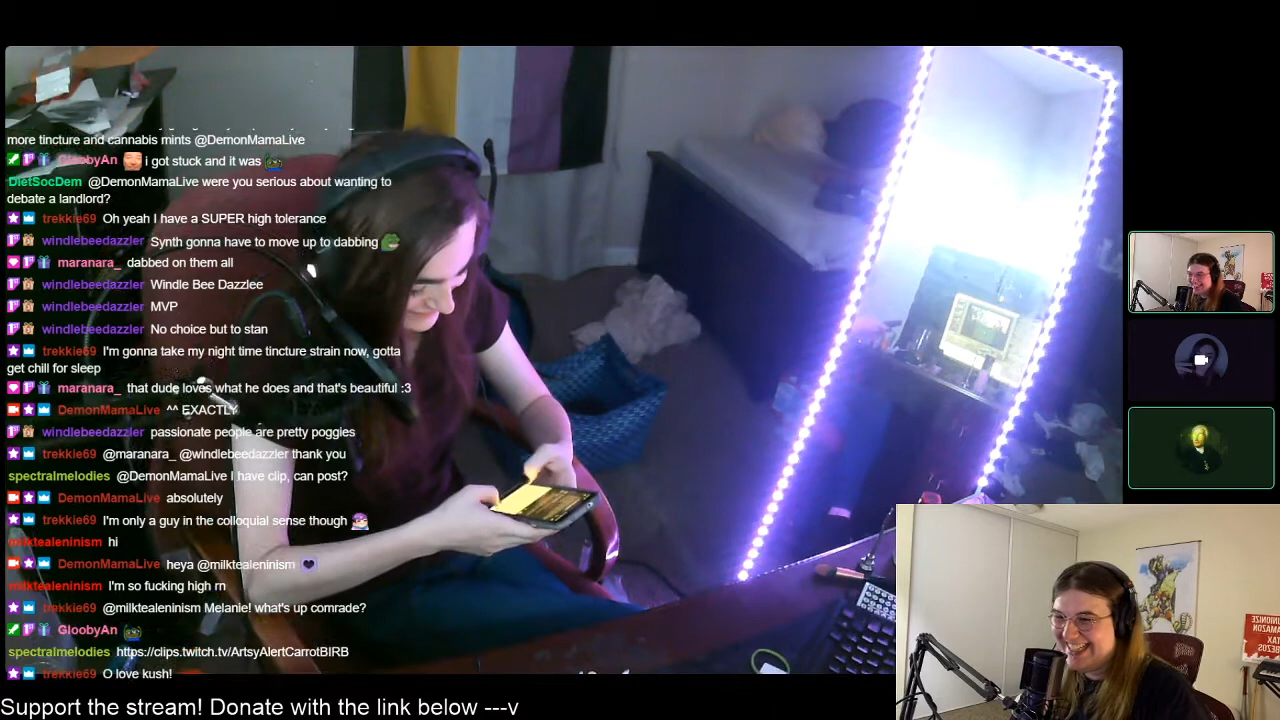 more tincture and cannabis mints @DemonMamaLive
GloobyAn i got stuck and it was
DietSocDem @DemonMamaLive were you serious about wanting to
debate a landlord?
trekkie69 Oh yeah I have a SUPER high tolerance
windlebeedazzler Synth gonna have to move up to dabbing
maranara_ dabbed on them all
windlebeedazzler Windle Bee Dazzlee
windlebeedazzler MVP
windlebeedazzler No choice but to stan
trekkie69 I'm gonna take my night time tincture strain now, gotta
get chill for sleep
maranara_ that dude loves what he does and that's beautiful :3
DemonMamaLive ^^ EXACTLY
windlebeedazzler passionate people are pretty poggies
trekkie69 @maranara_ @windlebeedazzler thank you
spectralmelodies @DemonMamaLive I have clip, can post?
DemonMamaLive absolutely
trekkie69 I'm only a guy in the colloquial sense though
milktealeninism hi
DemonMamaLive heya @milktealeninism
milktealeninism I'm so fucking high rn
trekkie69 @milktealeninism Melanie! what's up comrade?
GloobyAn
spectralmelodies https://clips.twitch.tv/ArtsyAlertCarrotBIRB
trekkie69 O love kush!
UNIONIZE
AMAZON
BEZOS
Support the stream! Donate with the link below ---v